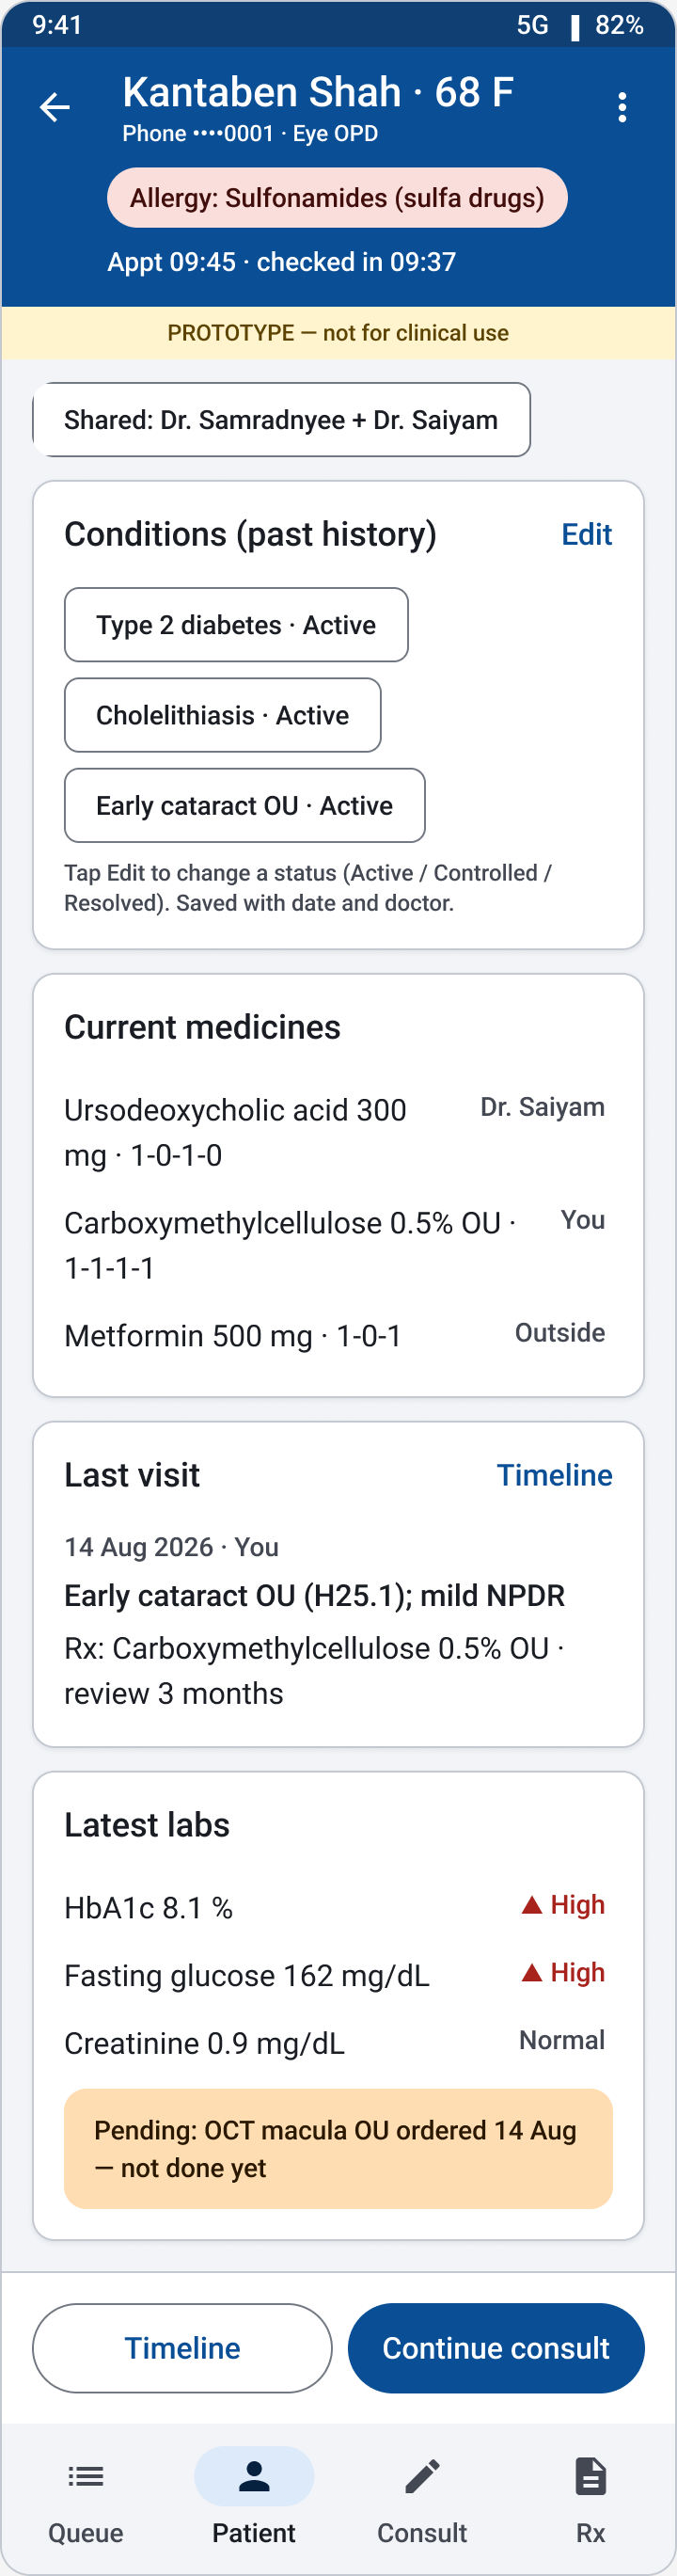 9:41
5G 82%
Kantaben Shah · 68 F
Phone ••••0001 · Eye OPD
Allergy: Sulfonamides (sulfa drugs)
Appt 09:45 · checked in 09:37
PROTOTYPE — not for clinical use
Shared: Dr. Samradnyee + Dr. Saiyam
Conditions (past history)
Edit
Type 2 diabetes · Active
Cholelithiasis · Active
Early cataract OU · Active
Tap Edit to change a status (Active / Controlled /
Resolved). Saved with date and doctor.
Current medicines
Ursodeoxycholic acid 300
mg · 1-0-1-0
Dr. Saiyam
Carboxymethylcellulose 0.5% OU ·
1-1-1-1
You
Metformin 500 mg · 1-0-1
Outside
Last visit
Timeline
14 Aug 2026 · You
Early cataract OU (H25.1); mild NPDR
Rx: Carboxymethylcellulose 0.5% OU ·
review 3 months
Latest labs
HbA1c 8.1 %
▲ High
Fasting glucose 162 mg/dL
▲ High
Creatinine 0.9 mg/dL
Normal
Pending: OCT macula OU ordered 14 Aug
— not done yet
Timeline
Continue consult
Queue
Patient
Consult
Rx